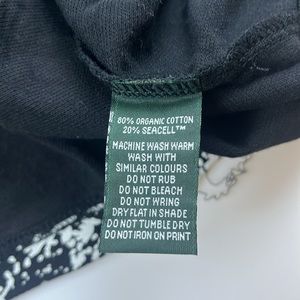 80% ORGANIC COTTON
20% SEACELL™
MACHINE WASH WARM
WASH WITH
SIMILAR COLOURS
DO NOT RUB
DO NOT BLEACH
DO NOT WRING
DRY FLAT IN SHADE
DO NOT TUMBLE DRY
DO NOT IRON ON PRINT